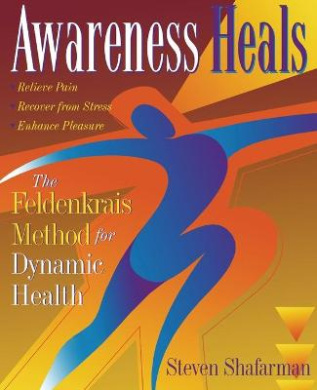 Awareness Heals
• Relieve Pain
• Recover from Stress
• Enhance Pleasure
The
Feldenkrais
Method for
Dynamic
Health
Steven Shafarman